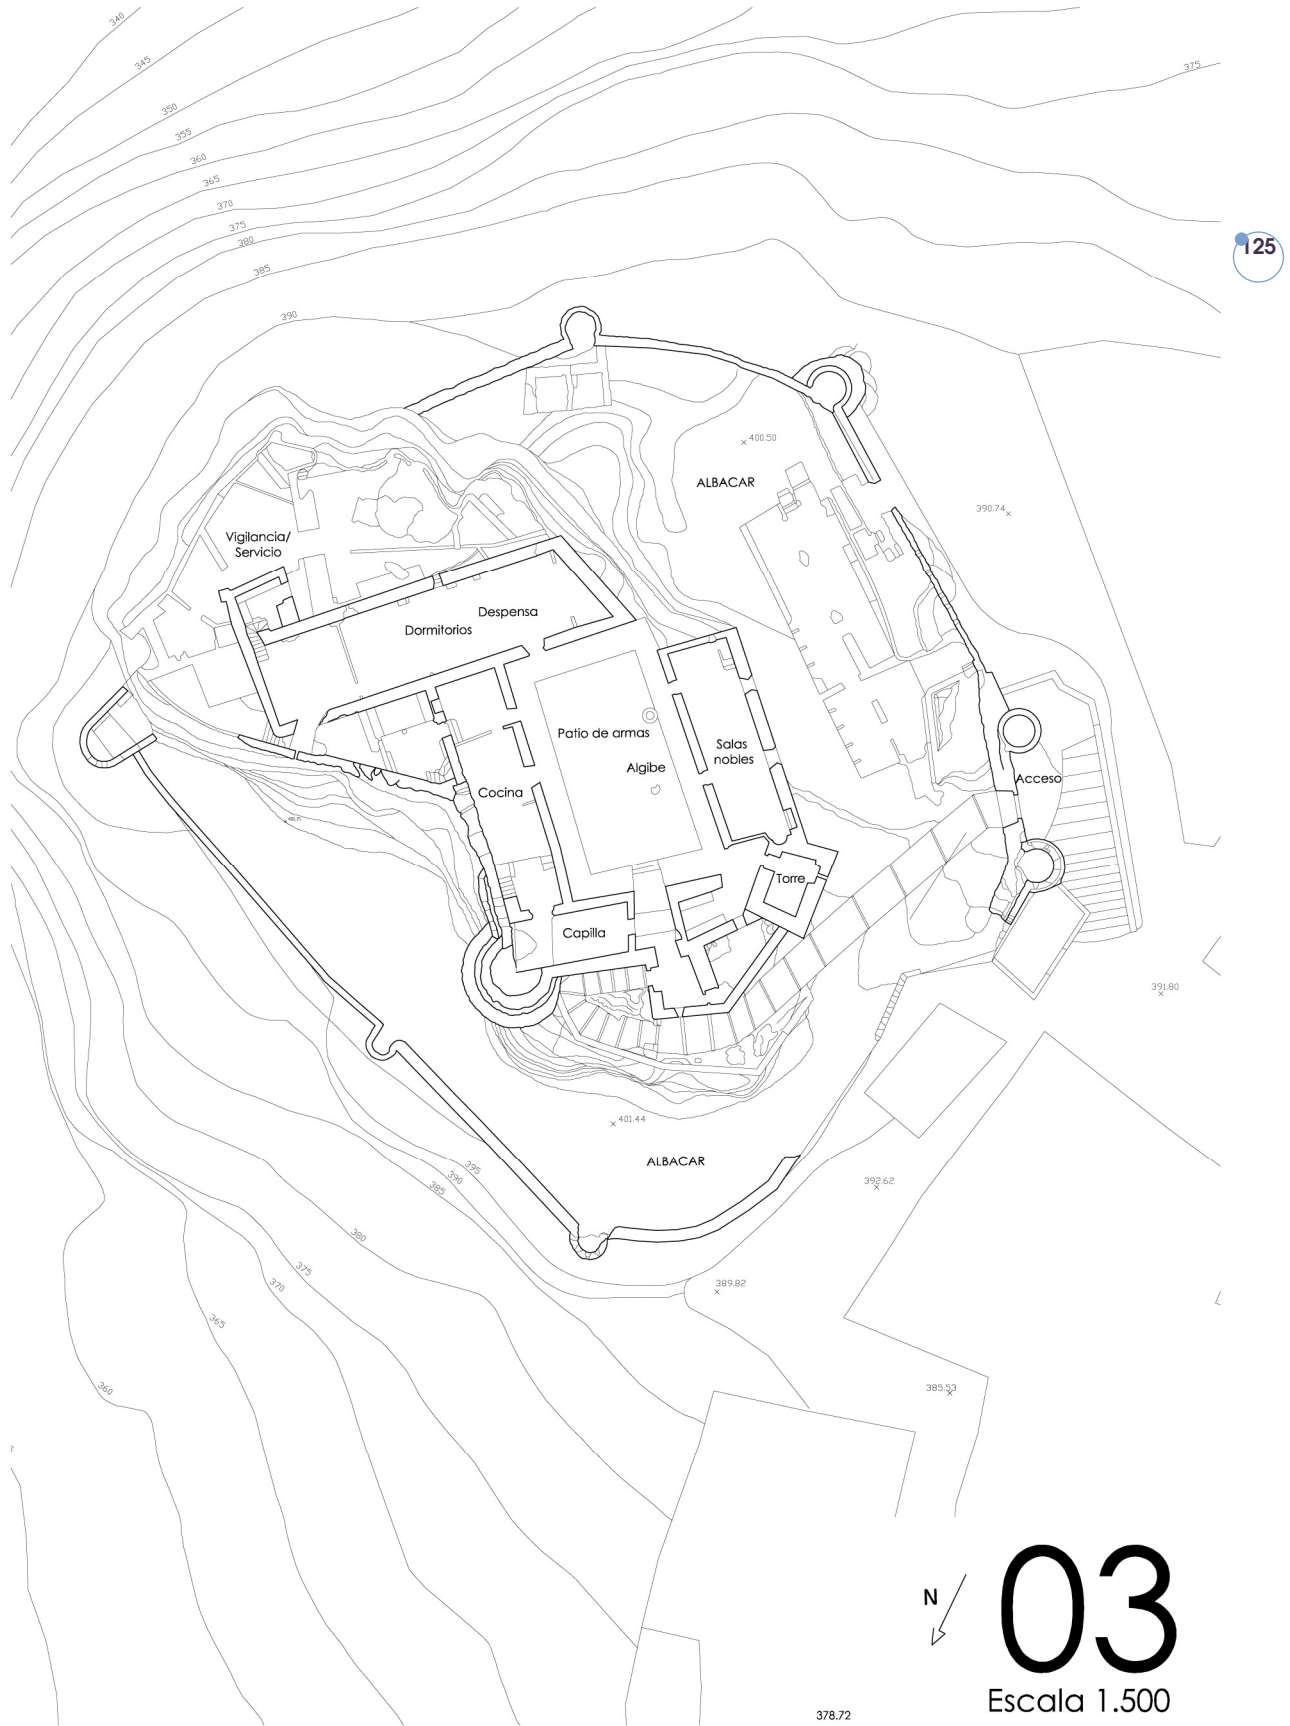 340
345
375
350
355
360
365
370
375
380
385
390
125
400.50
ALBACAR
390.74
Vigilancia/
Servicio
Despensa
Dormitorios
Patio de armas
Salas
nobles
Algibe
Acceso
Cocina
Torre
Capilla
391.80
401.44
ALBACAR
395
390
385
392.62
380
375
370
389.82
365
360
385.53
N
03
Escala 1.500
378.72